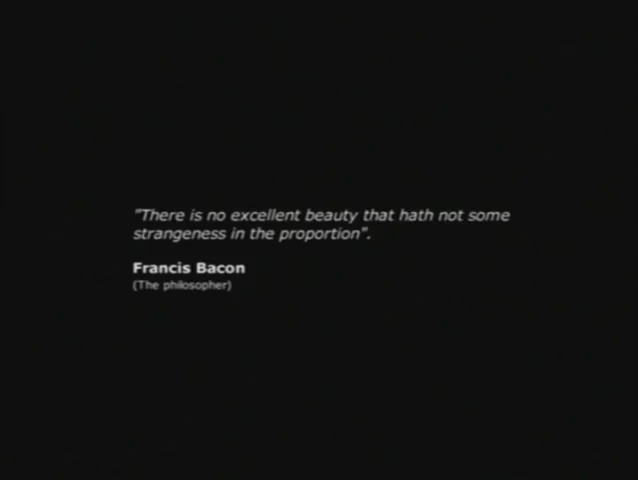 "There is no excellent beauty that hath not some
strangeness in the proportion".
Francis Bacon
(The philosopher)